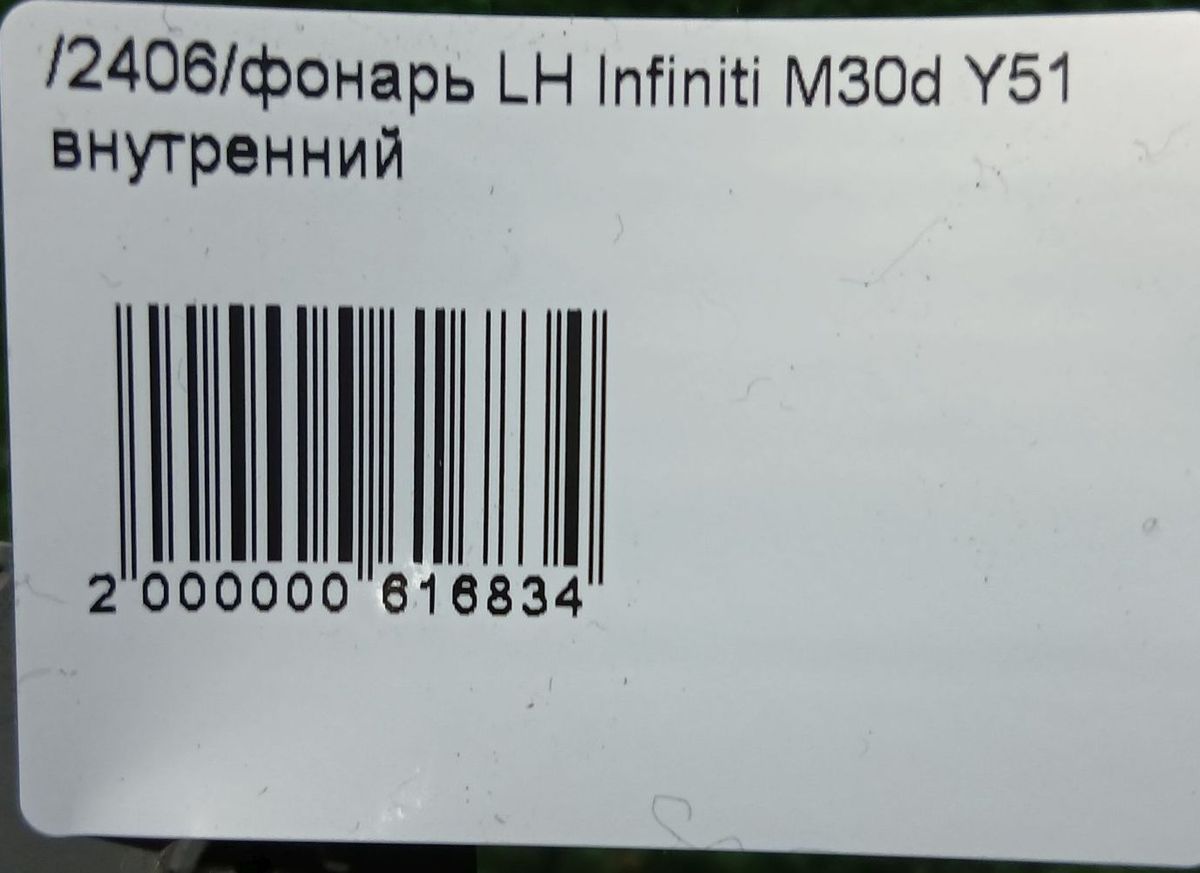 /2406/фонарь LH Infiniti M30d Y51
внутренний
2 000000 616834